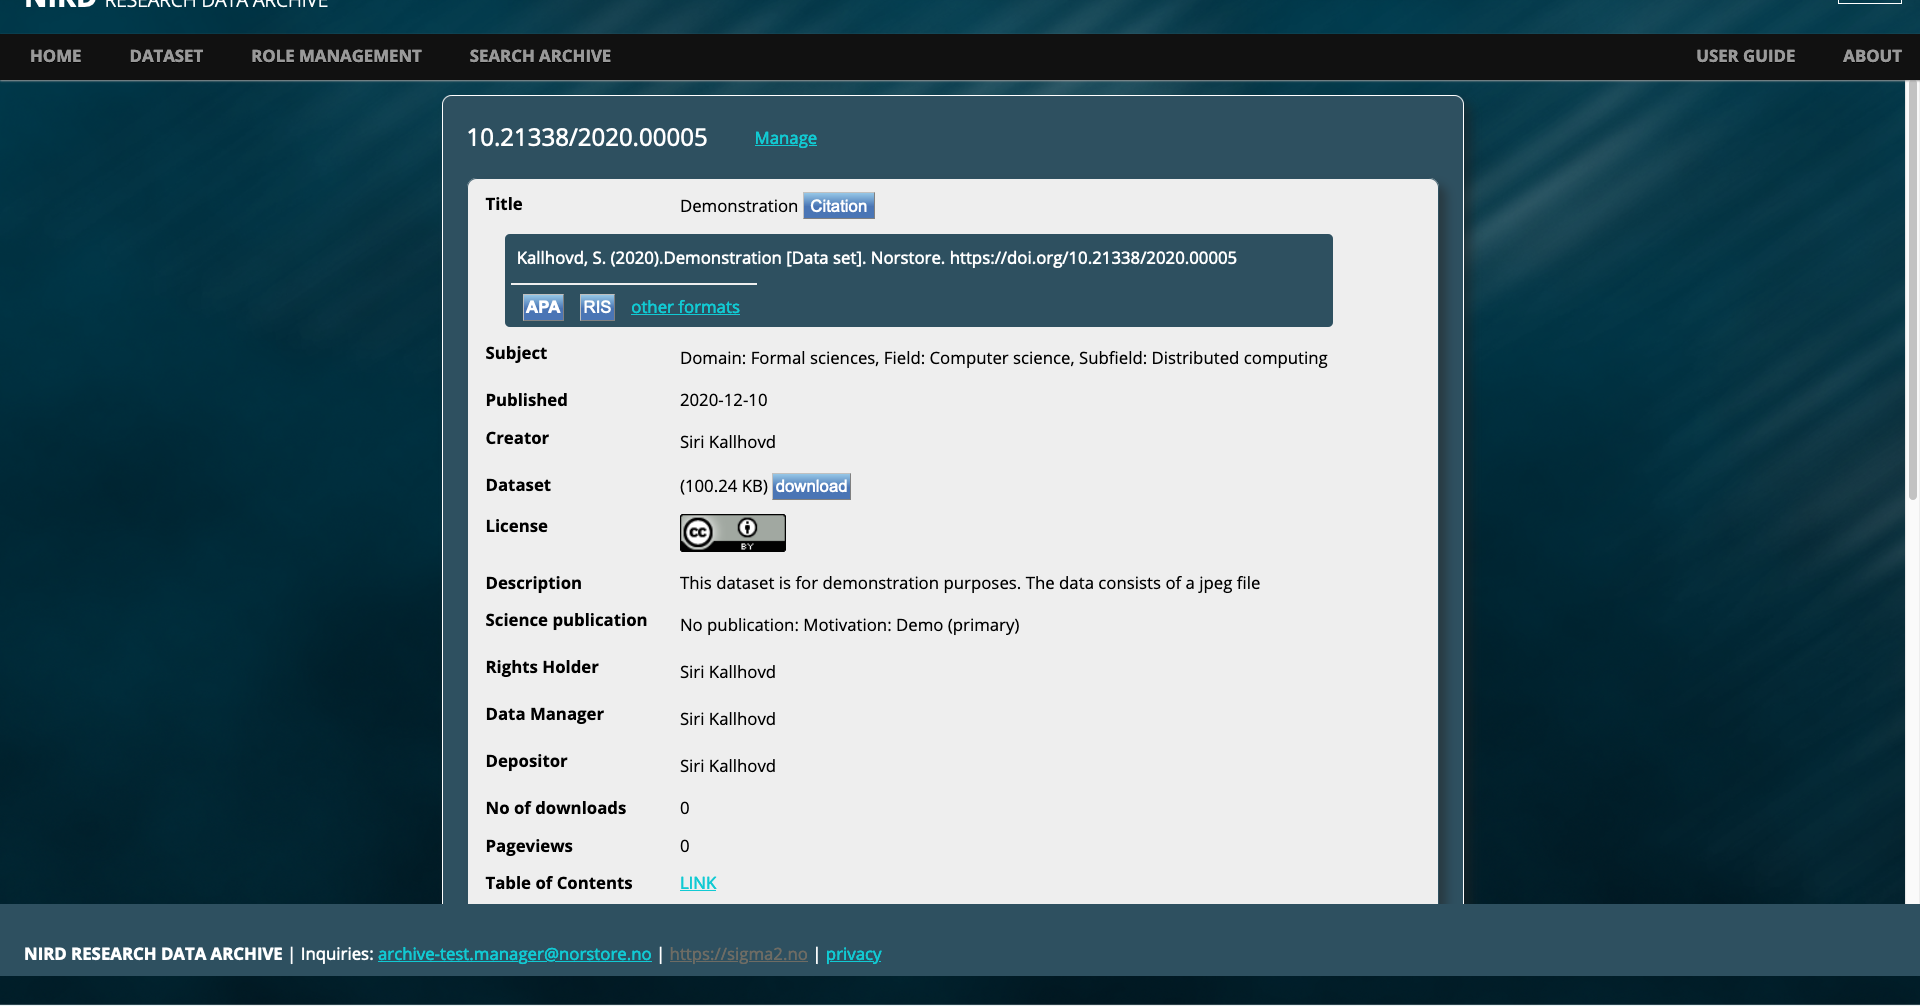 NIRD RESEARCH DATA ARCHIVE
HOME DATASET ROLE MANAGEMENT SEARCH ARCHIVE USER GUIDE ABOUT
10.21338/2020.00005 Manage
Title Demonstration Citation
Kallhovd, S. (2020).Demonstration [Data set]. Norstore. https://doi.org/10.21338/2020.00005
APA RIS other formats
Subject Domain: Formal sciences, Field: Computer science, Subfield: Distributed computing
Published 2020-12-10
Creator Siri Kallhovd
Dataset (100.24 KB) download
License cc BY
Description This dataset is for demonstration purposes. The data consists of a jpeg file
Science publication No publication: Motivation: Demo (primary)
Rights Holder Siri Kallhovd
Data Manager Siri Kallhovd
Depositor Siri Kallhovd
No of downloads 0
Pageviews 0
Table of Contents LINK
NIRD RESEARCH DATA ARCHIVE | Inquiries: archive-test.manager@norstore.no | https://sigma2.no | privacy